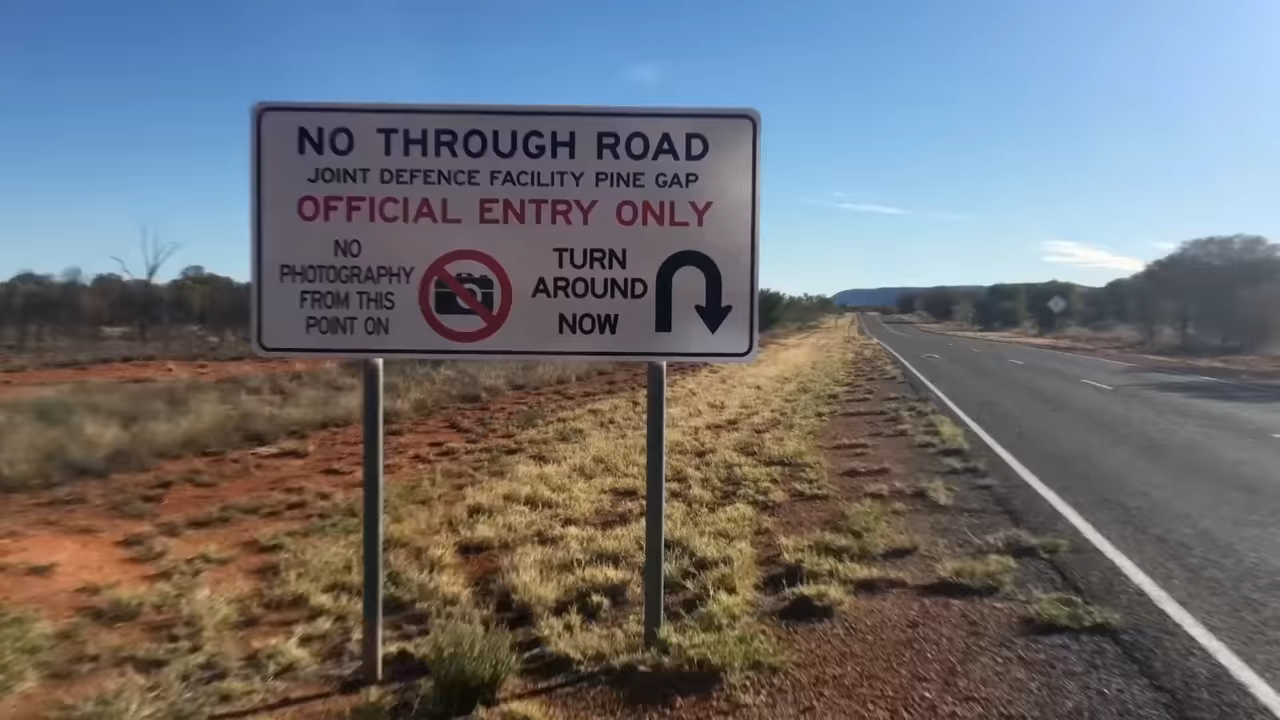 NO THROUGH ROAD
JOINT DEFENCE FACILITY PINE GAP
OFFICIAL ENTRY ONLY
NO
PHOTOGRAPHY
FROM THIS
POINT ON
TURN
AROUND
NOW